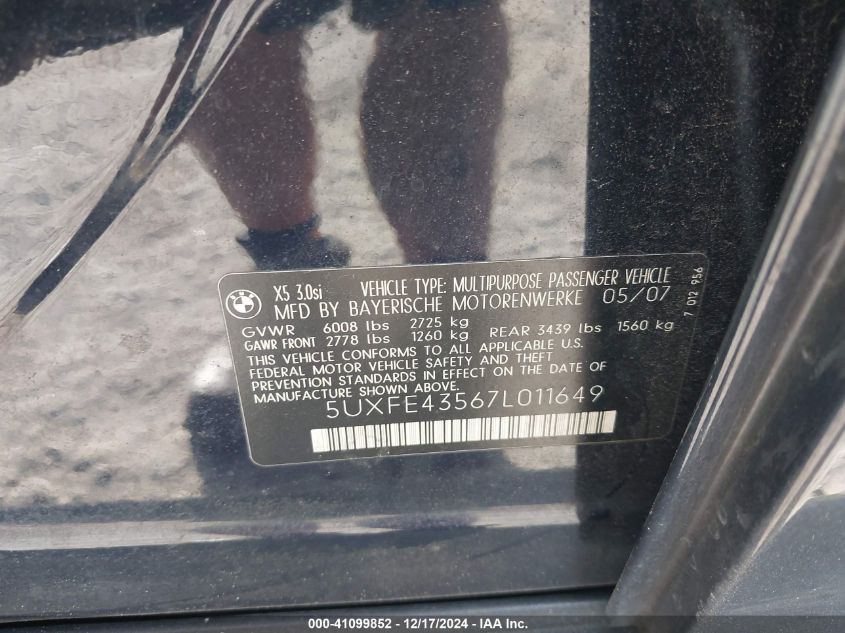 BMW
X5 3.0si VEHICLE TYPE: MULTIPURPOSE PASSENGER VEHICLE
MFD BY BAYERISCHE MOTORENWERKE 05/07
GVWR 6008 lbs 2725 kg
GAWR FRONT 2778 lbs 1260 kg REAR 3439 lbs 1560 kg
THIS VEHICLE CONFORMS TO ALL APPLICABLE U.S.
FEDERAL MOTOR VEHICLE SAFETY AND THEFT
PREVENTION STANDARDS IN EFFECT ON THE DATE OF
MANUFACTURE SHOWN ABOVE.
5UXFE43567L011649
7 012 956
000-41099852 - 12/17/2024 - IAA Inc.